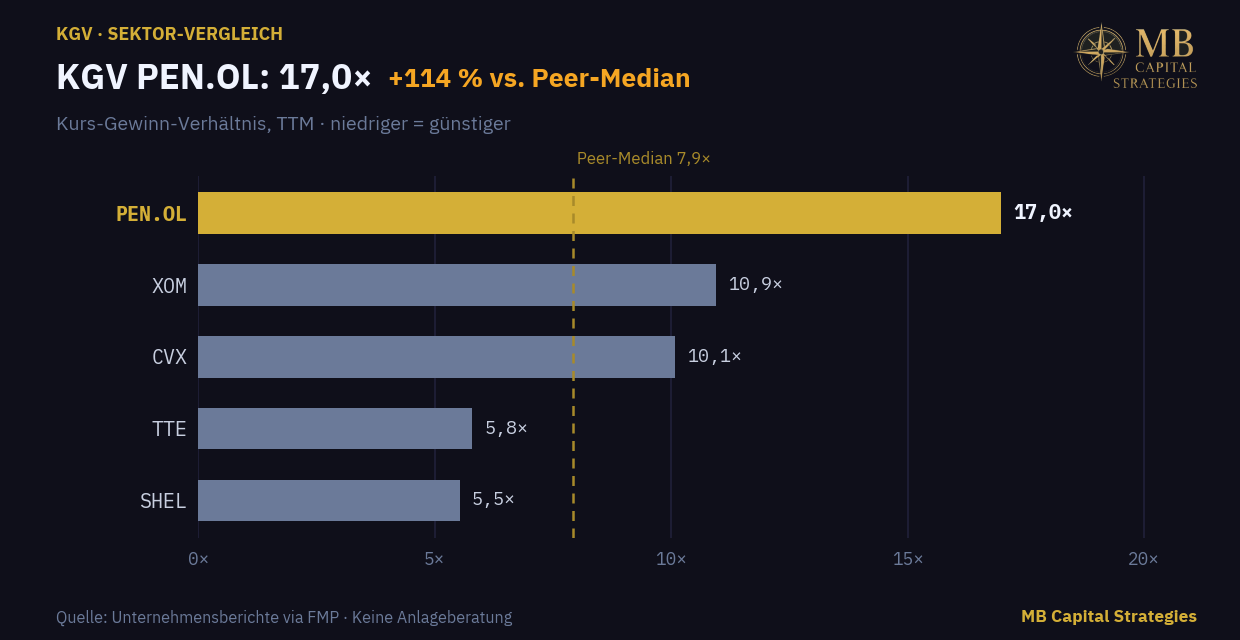 KGV · SEKTOR-VERGLEICH
MB
CAPITAL
STRATEGIES
KGV PEN.OL: 17,0× +114 % vs. Peer-Median
Kurs-Gewinn-Verhältnis, TTM · niedriger = günstiger
Peer-Median 7,9×
PEN.OL 17,0×
XOM 10,9×
CVX 10,1×
TTE 5,8×
SHEL 5,5×
0× 5× 10× 15× 20×
Quelle: Unternehmensberichte via FMP · Keine Anlageberatung
MB Capital Strategies